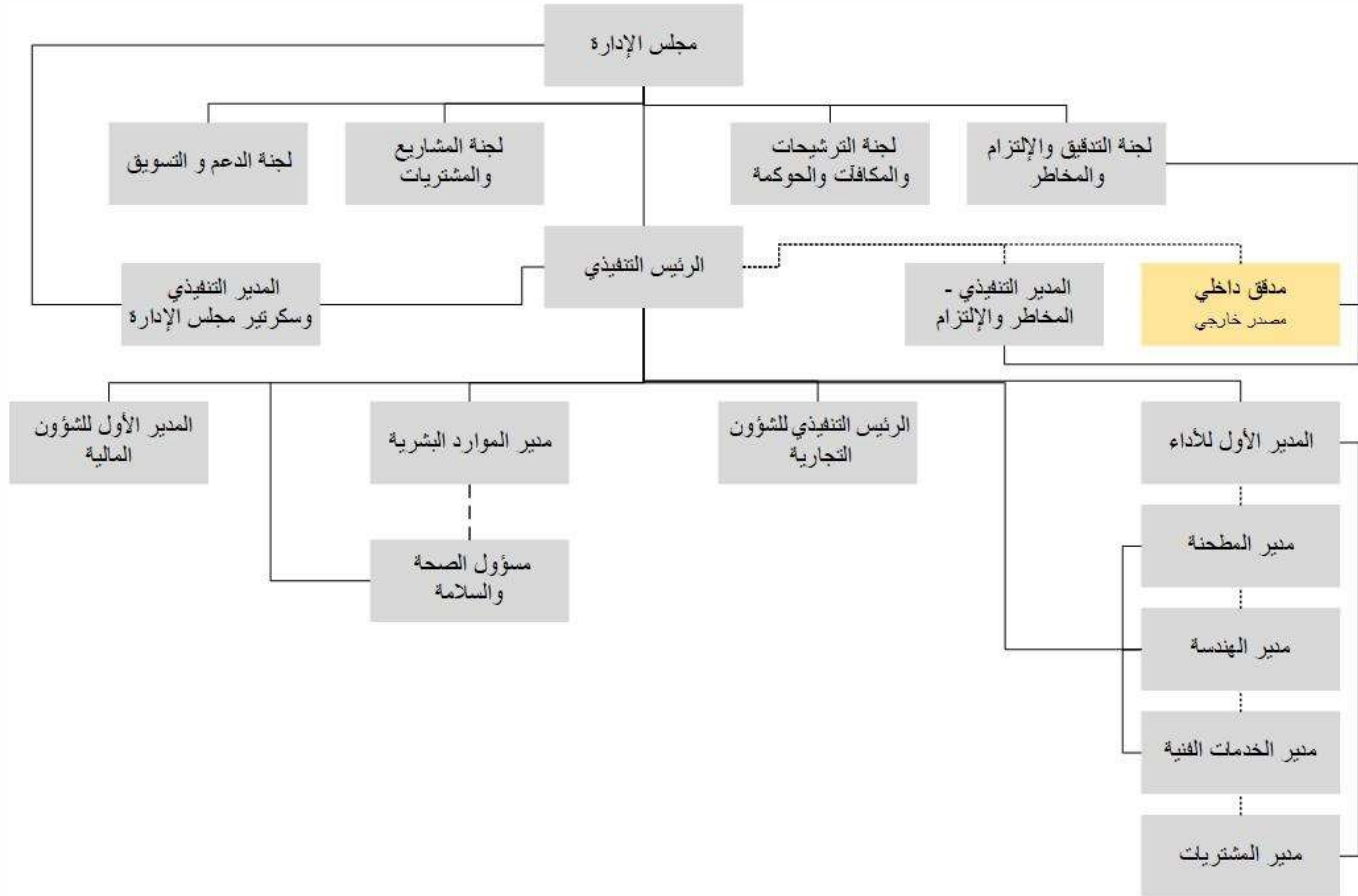 مجلس الإدارة
لجنة التدقيق والإلتزام
والمخاطر
لجنة الترشيحات
والمكافآت والحوكمة
لجنة المشاريع
والمشتريات
لجنة الدعم و التسويق
الرئيس التنفيذي
مدقق داخلي
مصدر خارجي
المدير التنفيذي -
المخاطر والإلتزام
المدير التنفيذي
وسكرتير مجلس الإدارة
المدير الأول للأداء
الرئيس التنفيذي للشؤون
التجارية
مدير الموارد البشرية
المدير الأول للشؤون
المالية
مدير المطحنة
مسؤول الصحة
والسلامة
مدير الهندسة
مدير الخدمات الفنية
مدير المشتريات